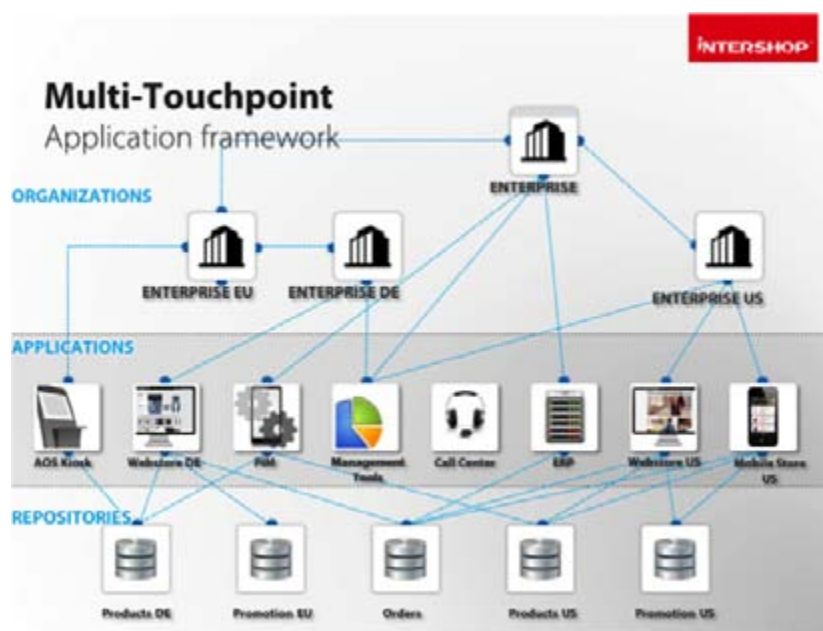 INTERSHOP
Multi-Touchpoint
Application framework
ENTERPRISE
ORGANIZATIONS
ENTERPRISE EU
ENTERPRISE DE
ENTERPRISE US
APPLICATIONS
AOS Kiosk
Webstore DE
PIM
Management
Tools
Call Center
ERP
Webstore US
Mobile Store
US
REPOSITORIES
Products DE
Promotion EU
Orders
Products US
Promotion US